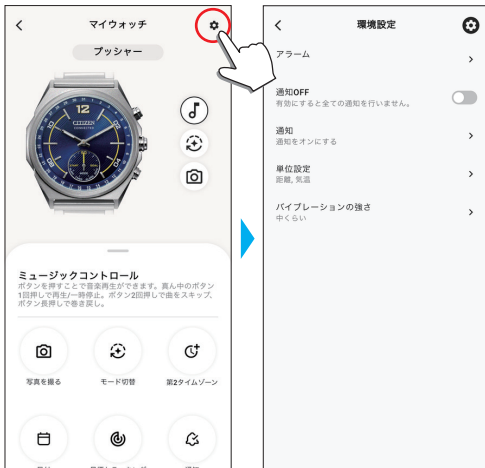 マイウォッチ
プッシャー
12
CITIZEN
CONNECTED
ミュージックコントロール
ボタンを押すことで音楽再生ができます。真ん中のボタン
1回押しで再生/一時停止。ボタン2回押しで曲をスキップ。
ボタン長押しで巻き戻し。
写真を撮る
モード切替
第2タイムゾーン
環境設定
アラーム
通知OFF
有効にすると全ての通知を行いません。
通知
通知をオンにする
単位設定
距離, 気温
バイブレーションの強さ
中くらい